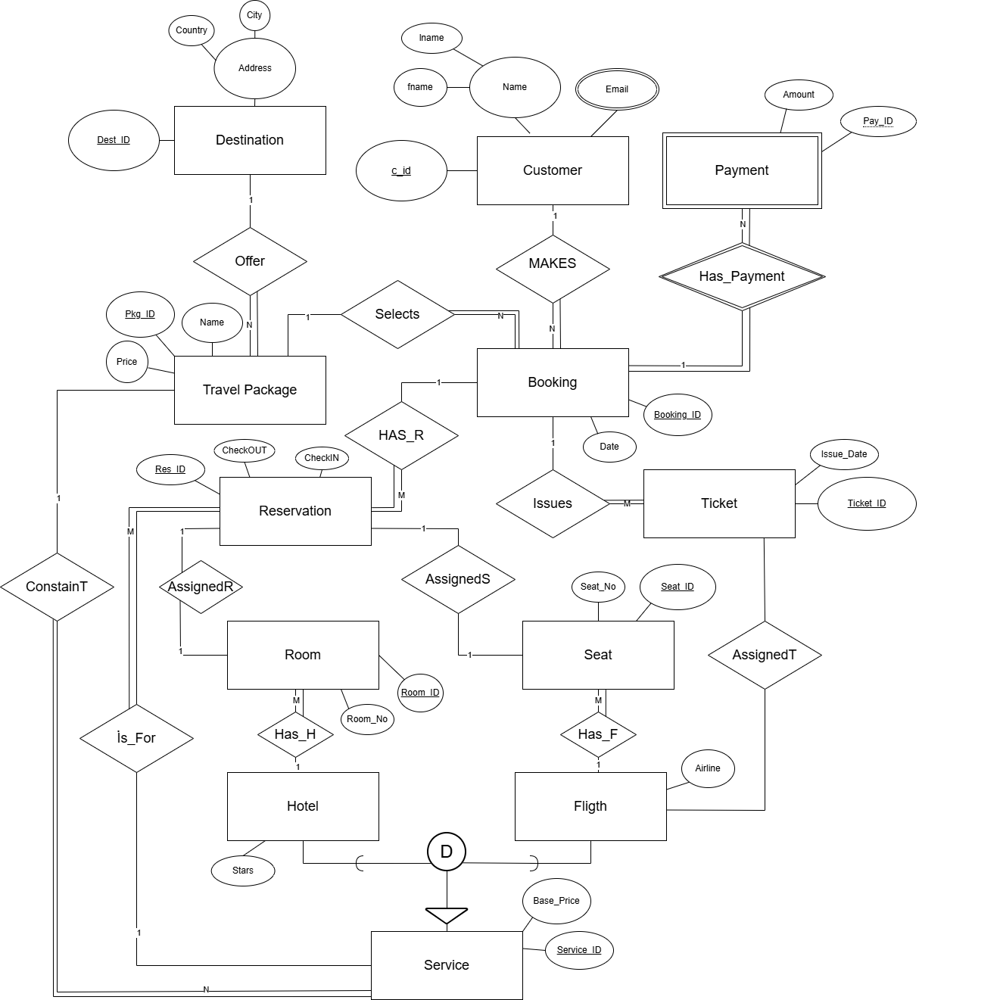 City
Country
Address
Dest_ID
Destination
1
Offer
N
Pkg_ID
Name
Price
Travel Package
lname
fname
Name
Email
c_id
Customer
1
MAKES
N
Amount
Pay_ID
Payment
N
Has_Payment
1
1
Selects
N
Booking
Booking_ID
Date
1
HAS_R
M
1
Issues
M
Ticket
Issue_Date
Ticket_ID
CheckOUT
CheckIN
Res_ID
Reservation
1
M
1
1
ConstainT
AssignedR
AssignedS
1
1
Room
Room_ID
Room_No
M
Has_H
1
Seat_No
Seat_ID
Seat
M
Has_F
1
AssignedT
İs_For
Hotel
Stars
Fligth
Airline
D
Base_Price
Service_ID
Service
1
N